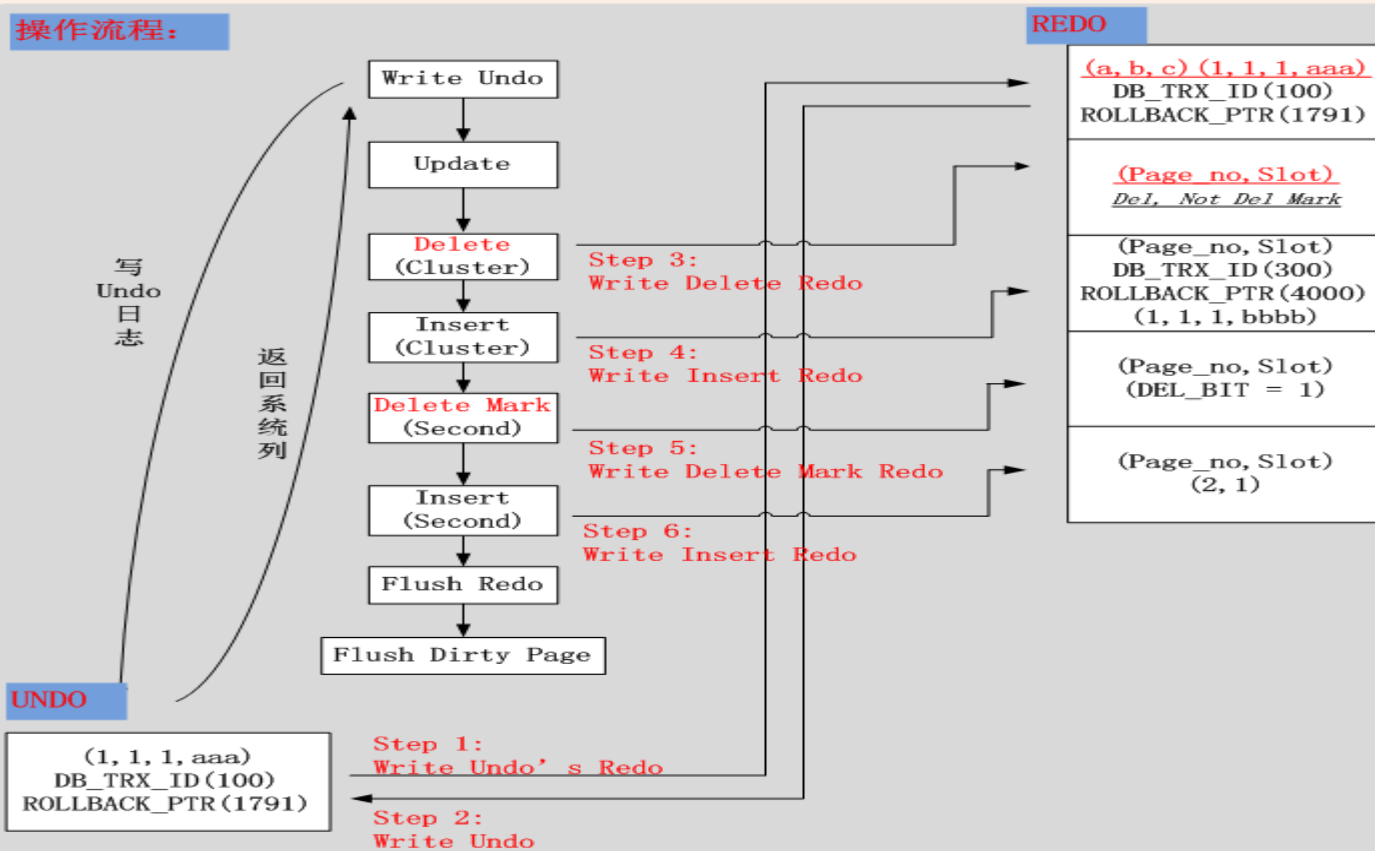 操作流程：
REDO
Write Undo
Update
Delete
(Cluster)
Insert
(Cluster)
Delete Mark
(Second)
Insert
(Second)
Flush Redo
Flush Dirty Page
写
Undo
日
志
返
回
系
统
列
Step 3:
Write Delete Redo
Step 4:
Write Insert Redo
Step 5:
Write Delete Mark Redo
Step 6:
Write Insert Redo
(a, b, c) (1, 1, 1, aaa)
DB_TRX_ID(100)
ROLLBACK_PTR(1791)
(Page_no, Slot)
Del, Not Del Mark
(Page_no, Slot)
DB_TRX_ID(300)
ROLLBACK_PTR(4000)
(1, 1, 1, bbbb)
(Page_no, Slot)
(DEL_BIT = 1)
(Page_no, Slot)
(2, 1)
UNDO
(1, 1, 1, aaa)
DB_TRX_ID(100)
ROLLBACK_PTR(1791)
Step 1:
Write Undo’s Redo
Step 2:
Write Undo